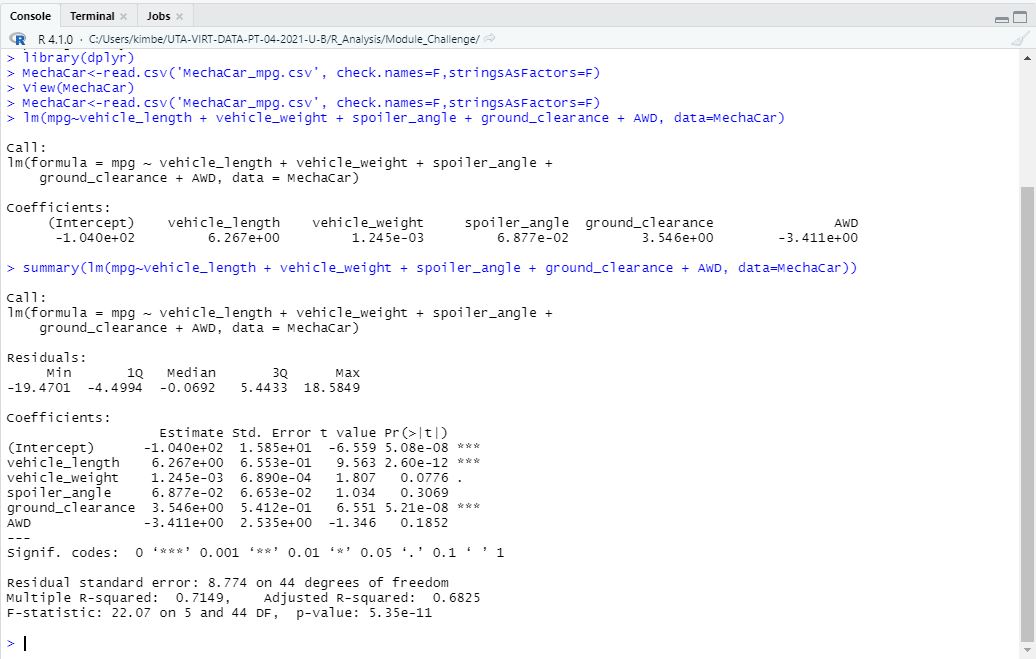 Console Terminal Jobs
R 4.1.0 · C:/Users/kimbe/UTA-VIRT-DATA-PT-04-2021-U-B/R_Analysis/Module_Challenge/
> library(dplyr)
> MechaCar<-read.csv('MechaCar_mpg.csv', check.names=F,stringsAsFactors=F)
> View(MechaCar)
> MechaCar<-read.csv('MechaCar_mpg.csv', check.names=F,stringsAsFactors=F)
> lm(mpg~vehicle_length + vehicle_weight + spoiler_angle + ground_clearance + AWD, data=MechaCar)
Call:
lm(formula = mpg ~ vehicle_length + vehicle_weight + spoiler_angle +
    ground_clearance + AWD, data = MechaCar)
Coefficients:
     (Intercept)    vehicle_length    vehicle_weight     spoiler_angle  ground_clearance               AWD
      -1.040e+02         6.267e+00         1.245e-03         6.877e-02         3.546e+00        -3.411e+00
> summary(lm(mpg~vehicle_length + vehicle_weight + spoiler_angle + ground_clearance + AWD, data=MechaCar))
Call:
lm(formula = mpg ~ vehicle_length + vehicle_weight + spoiler_angle +
    ground_clearance + AWD, data = MechaCar)
Residuals:
     Min       1Q   Median       3Q      Max
-19.4701  -4.4994  -0.0692   5.4433  18.5849
Coefficients:
                   Estimate Std. Error t value Pr(>|t|)
(Intercept)      -1.040e+02  1.585e+01  -6.559 5.08e-08 ***
vehicle_length    6.267e+00  6.553e-01   9.563 2.60e-12 ***
vehicle_weight    1.245e-03  6.890e-04   1.807   0.0776 .
spoiler_angle     6.877e-02  6.653e-02   1.034   0.3069
ground_clearance  3.546e+00  5.412e-01   6.551 5.21e-08 ***
AWD              -3.411e+00  2.535e+00  -1.346   0.1852
---
Signif. codes:  0 ‘***’ 0.001 ‘**’ 0.01 ‘*’ 0.05 ‘.’ 0.1 ‘ ’ 1
Residual standard error: 8.774 on 44 degrees of freedom
Multiple R-squared:  0.7149,    Adjusted R-squared:  0.6825
F-statistic: 22.07 on 5 and 44 DF,  p-value: 5.35e-11
>